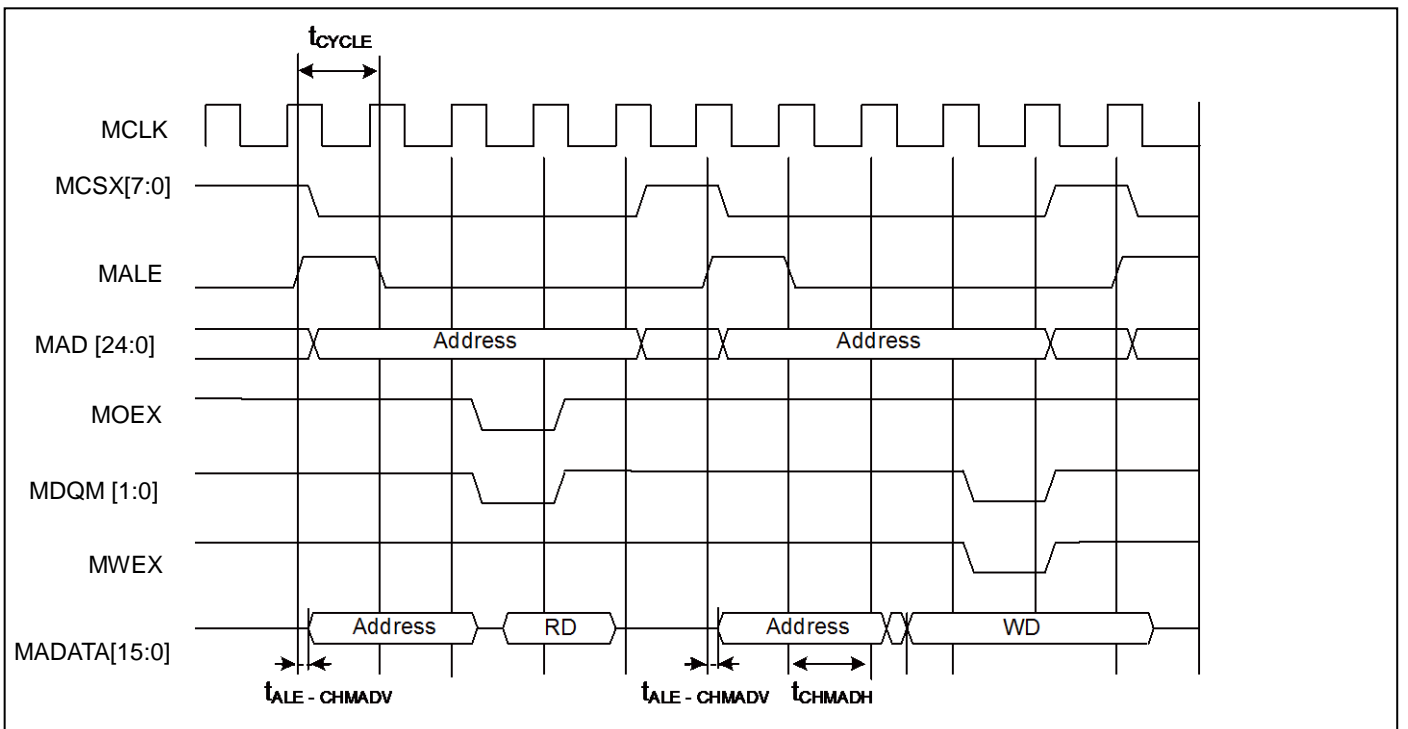 tCYCLE
MCLK
MCSX[7:0]
MALE
MAD [24:0]
Address
Address
MOEX
MDQM [1:0]
MWEX
MADATA[15:0]
Address
RD
Address
WD
tALE - CHMADV
tALE - CHMADV
tCHMADH